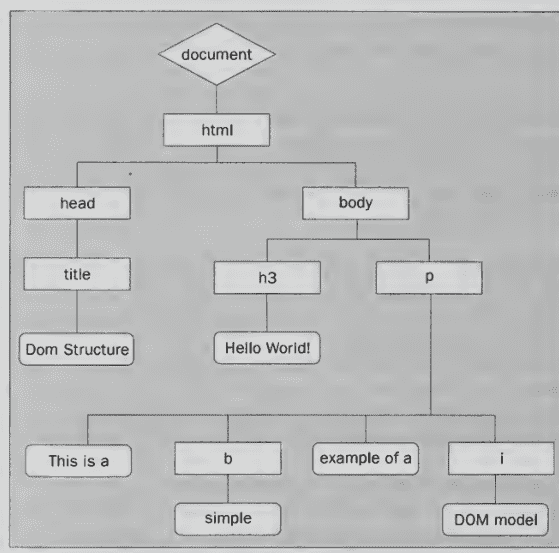 document
html
head
body
title
h3
p
Dom Structure
Hello World!
This is a
b
example of a
i
simple
DOM model